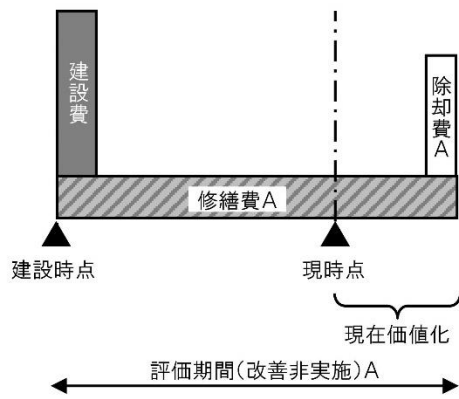 建設費
除却費A
修繕費A
建設時点
現時点
現在価値化
評価期間(改善非実施)A